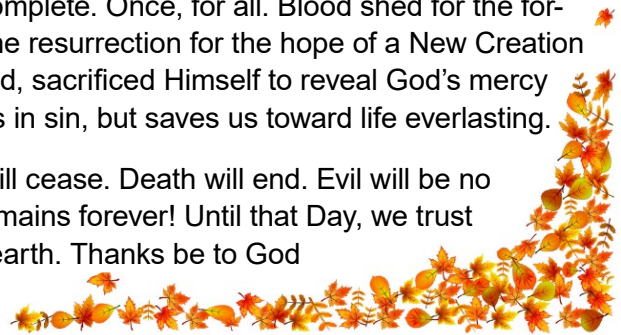 omplete. Once, for all. Blood shed for the for-
ne resurrection for the hope of a New Creation
d, sacrificed Himself to reveal God’s mercy
s in sin, but saves us toward life everlasting.
ill cease. Death will end. Evil will be no
mains forever! Until that Day, we trust
earth. Thanks be to God